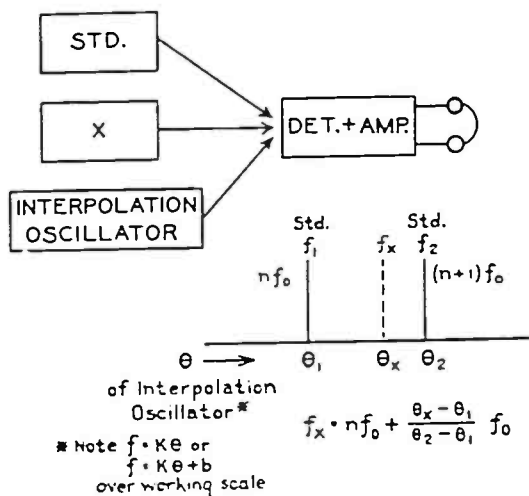 STD.
X
INTERPOLATION
OSCILLATOR
DET. + AMP.
Std. Std.
f₁ fₓ f₂
nf₀ (n+1)f₀
θ → θ₁ θₓ θ₂
of Interpolation
Oscillator*
* Note f = Kθ or
f = Kθ + b
over working scale
fₓ = nf₀ + (θₓ - θ₁)/(θ₂ - θ₁) f₀